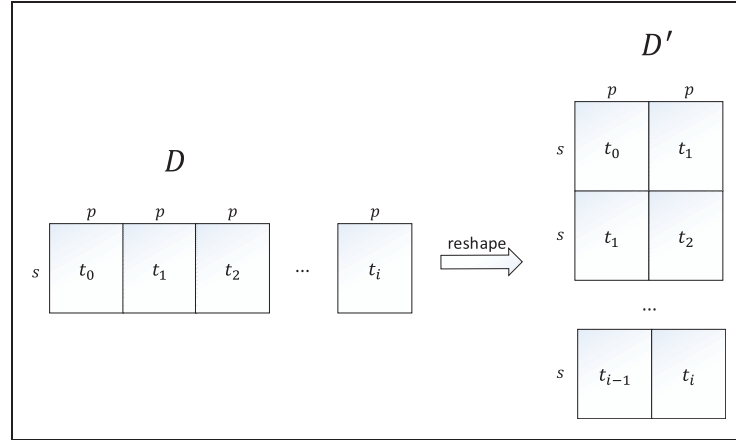 D
p p p p
s t₀ t₁ t₂ ... tᵢ
reshape
D′
p p
s t₀ t₁
s t₁ t₂
...
s tᵢ₋₁ tᵢ